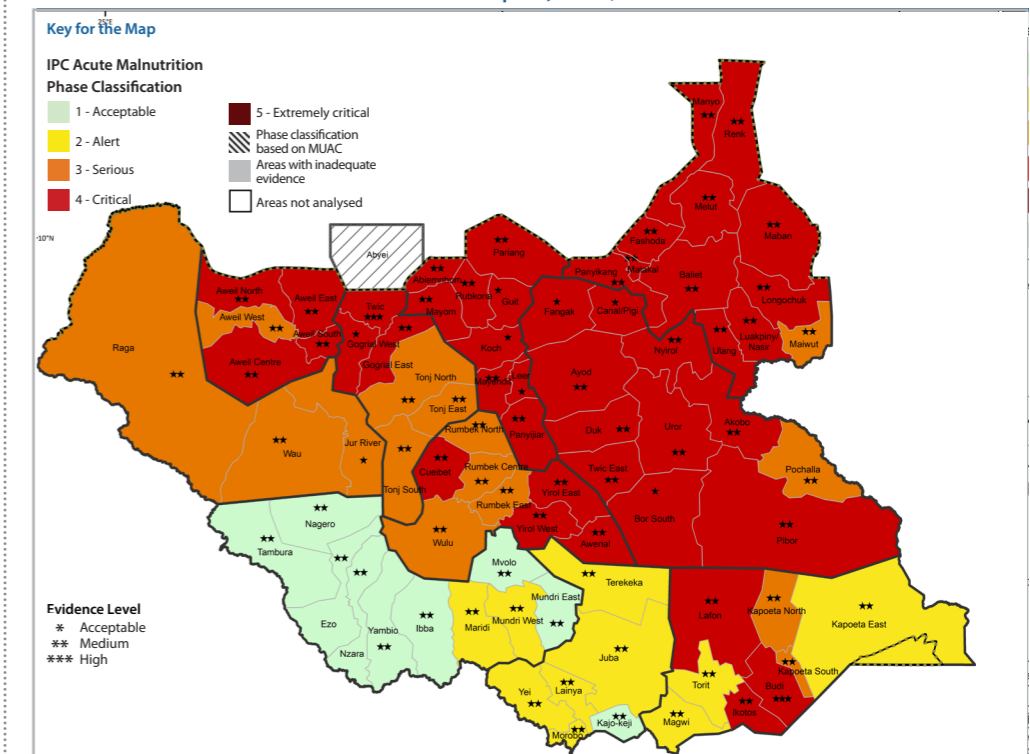 25°E
Key for the Map
IPC Acute Malnutrition
Phase Classification
1 - Acceptable
2 - Alert
3 - Serious
4 - Critical
5 - Extremely critical
Phase classification
based on MUAC
Areas with inadequate
evidence
Areas not analysed
10°N
Manyo
Renk
Melut
Maban
Fashoda
Malakal
Panyikang
Baliet
Longochuk
Luakpiny/
Nasir
Maiwut
Ulang
Nyirol
Canal/Pigi
Fangak
Abyei
Pariang
Abiemnhom
Rubkona
Guit
Mayom
Koch
Mayendit
Leer
Panyijiar
Twic
Gogrial West
Gogrial East
Aweil North
Aweil East
Aweil West
Aweil South
Aweil Centre
Raga
Wau
Jur River
Tonj North
Tonj East
Tonj South
Rumbek North
Cueibet
Rumbek Centre
Rumbek East
Wulu
Yirol East
Yirol West
Awerial
Ayod
Duk
Uror
Akobo
Twic East
Bor South
Pochalla
Pibor
Nagero
Tambura
Ezo
Nzara
Yambio
Ibba
Maridi
Mvolo
Mundri East
Mundri West
Terekeka
Juba
Yei
Lainya
Morobo
Kajo-keji
Lafon
Torit
Magwi
Ikotos
Budi
Kapoeta North
Kapoeta South
Kapoeta East
Evidence Level
* Acceptable
** Medium
*** High